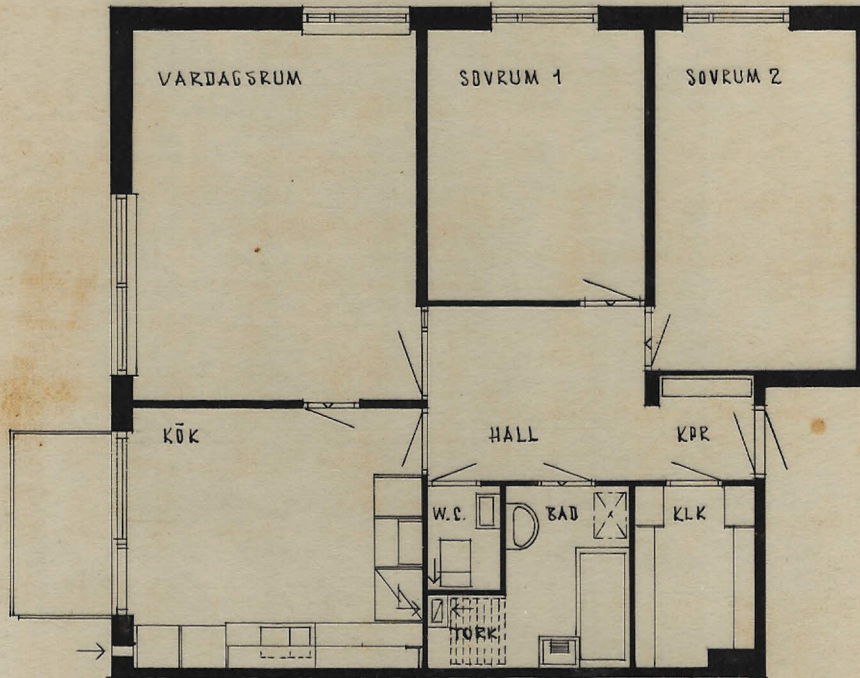 VARDAGSRUM
SOVRUM 1
SOVRUM 2
KÖK
HALL
KPR
W.C.
BAD
KLK
TORK